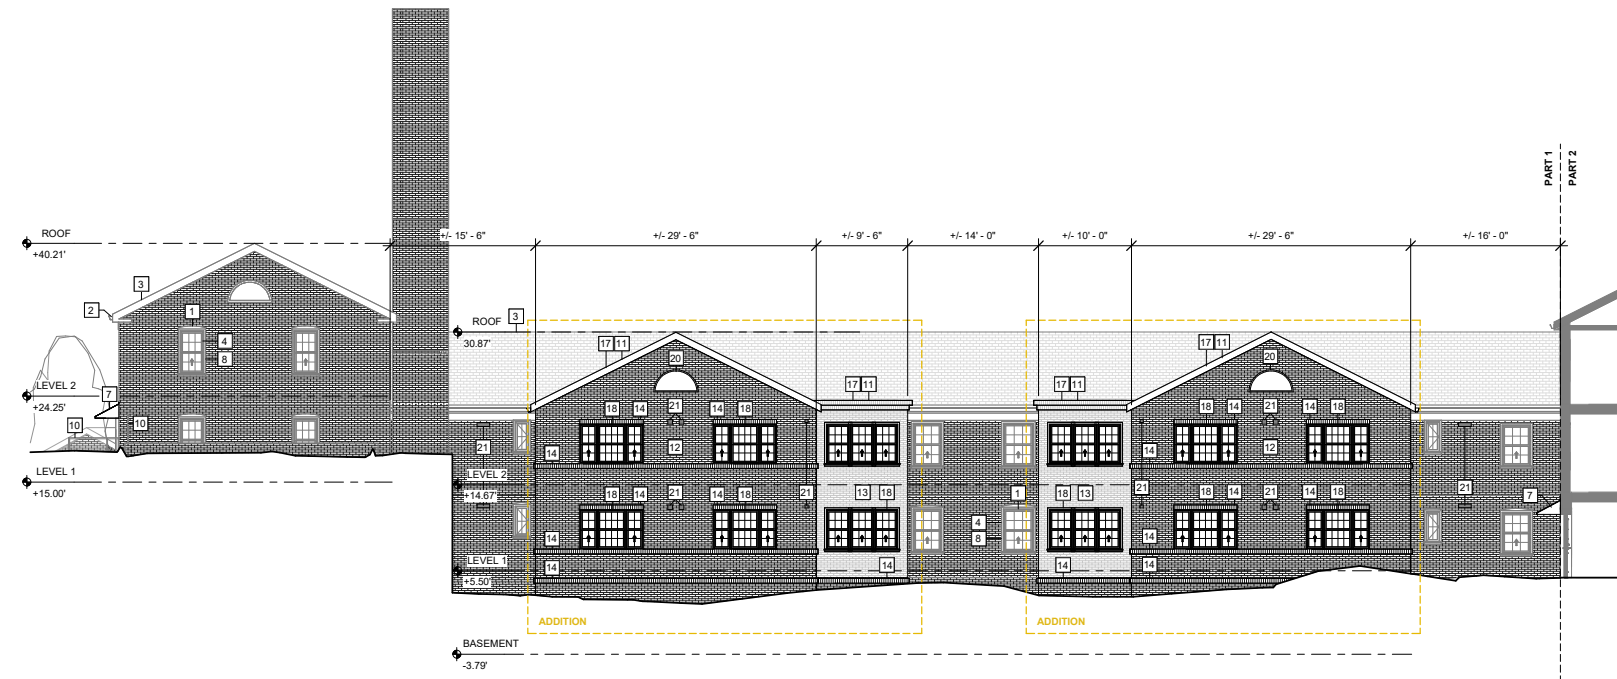 PART 1
PART 2
ROOF
+40.21'
+/- 15' - 6"
+/- 29' - 6"
+/- 9' - 6"
+/- 14' - 0"
+/- 10' - 0"
+/- 29' - 6"
+/- 16' - 0"
3
2
1
4
8
ROOF
3
30.87'
17 11
20
17 11
17 11
17 11
20
LEVEL 2
+24.25'
7
10
10
18 14 21 14 18
18 14 21 14 18
21
14
12
14
12
21
LEVEL 2
+14.67'
LEVEL 1
+15.00'
18 14 21 14 18
21
13 18
1
18 13
21
18 14 21 14 18
21
7
14
4
8
14
LEVEL 1
+5.50'
14
14
14
14
ADDITION
ADDITION
BASEMENT
-3.79'